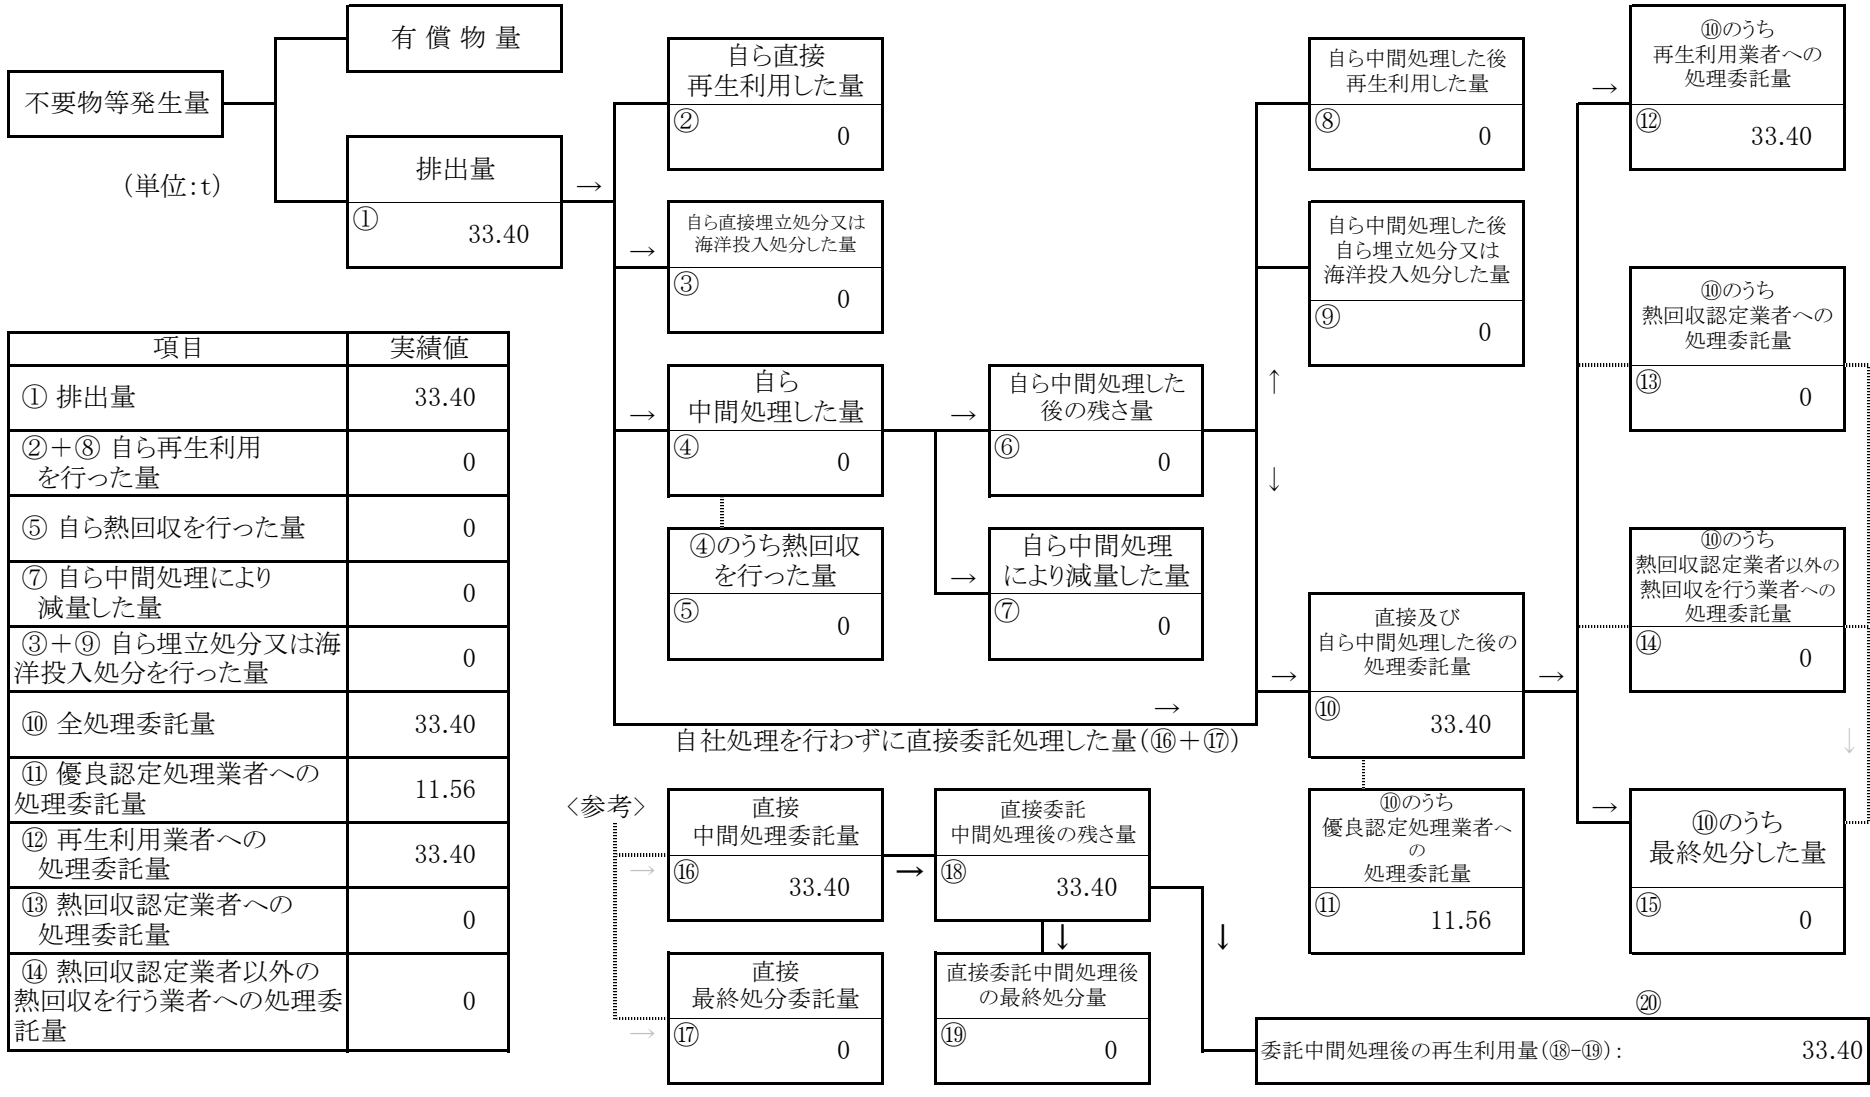 不要物等発生量
有 償 物 量
(単位:t)
排出量
①
33.40
→
自ら直接
再生利用した量
②
0
→
自ら直接埋立処分又は
海洋投入処分した量
③
0
→
自ら
中間処理した量
④
0
④のうち熱回収
を行った量
⑤
0
→
自ら中間処理した
後の残さ量
⑥
0
→
自ら中間処理
により減量した量
⑦
0
↑
↓
自ら中間処理した後
再生利用した量
⑧
0
自ら中間処理した後
自ら埋立処分又は
海洋投入処分した量
⑨
0
→
自社処理を行わずに直接委託処理した量(⑯+⑰)
→
直接及び
自ら中間処理した後の
処理委託量
⑩
33.40
→
⑩のうち
優良認定処理業者へ
の
処理委託量
⑪
11.56
→
⑩のうち
再生利用業者への
処理委託量
⑫
33.40
⑩のうち
熱回収認定業者への
処理委託量
⑬
0
⑩のうち
熱回収認定業者以外の
熱回収を行う業者への
処理委託量
⑭
0
↓
→
⑩のうち
最終処分した量
⑮
0
項目 実績値
① 排出量 33.40
②+⑧ 自ら再生利用
を行った量
0
⑤ 自ら熱回収を行った量 0
⑦ 自ら中間処理により
減量した量
0
③+⑨ 自ら埋立処分又は海
洋投入処分を行った量
0
⑩ 全処理委託量 33.40
⑪ 優良認定処理業者への
処理委託量
11.56
⑫ 再生利用業者への
処理委託量
33.40
⑬ 熱回収認定業者への
処理委託量
0
⑭ 熱回収認定業者以外の
熱回収を行う業者への処理委
託量
0
<参考>
→
直接
中間処理委託量
⑯
33.40
→
直接委託
中間処理後の残さ量
⑱
33.40
↓
↓
→
直接
最終処分委託量
⑰
0
直接委託中間処理後
の最終処分量
⑲
0
⑳
委託中間処理後の再生利用量(⑱-⑲): 33.40